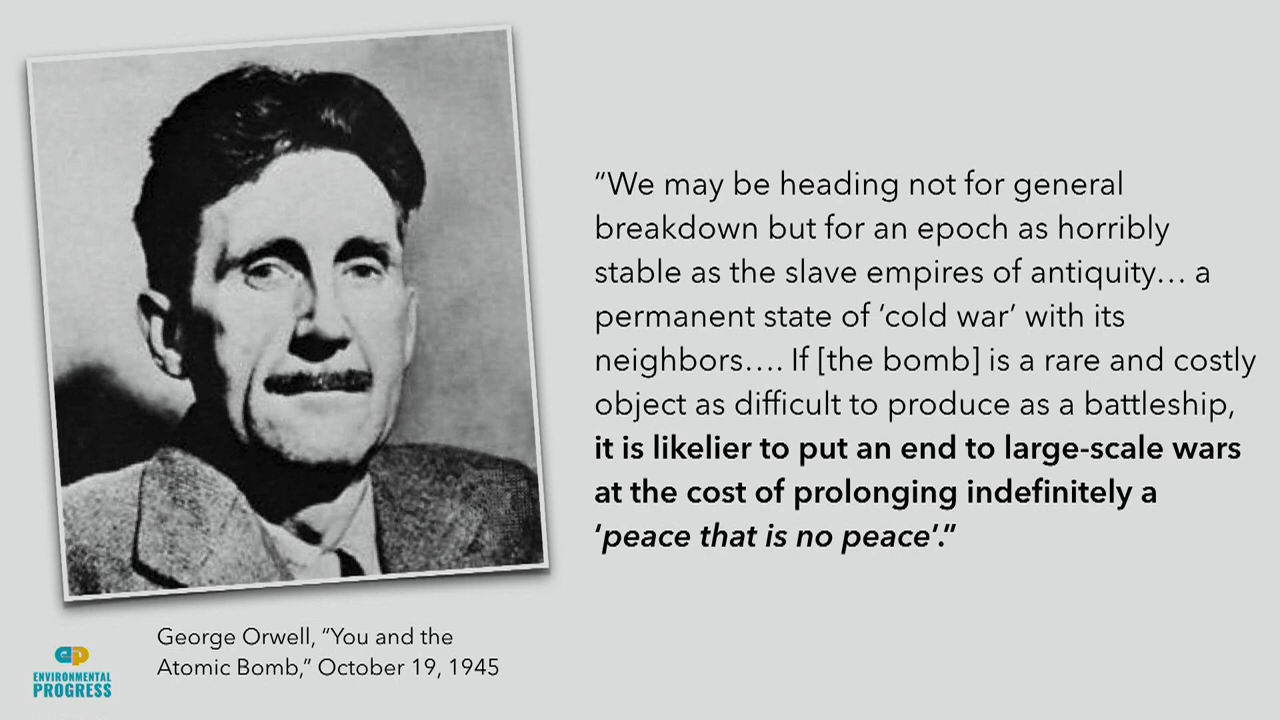 “We may be heading not for general
breakdown but for an epoch as horribly
stable as the slave empires of antiquity… a
permanent state of ‘cold war’ with its
neighbors…. If [the bomb] is a rare and costly
object as difficult to produce as a battleship,
it is likelier to put an end to large-scale wars
at the cost of prolonging indefinitely a
‘peace that is no peace’.”
George Orwell, “You and the
Atomic Bomb,” October 19, 1945
ENVIRONMENTAL
PROGRESS